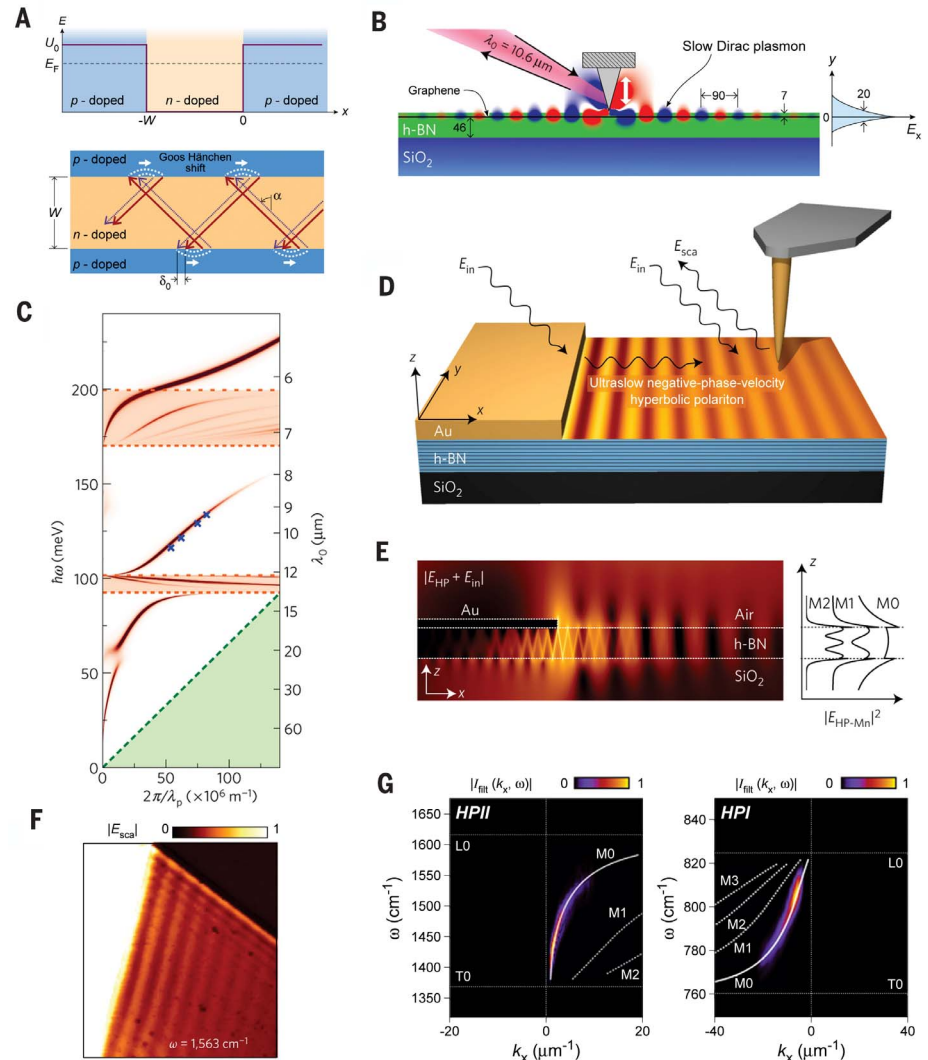 A
E
U0
EF
p - doped
n - doped
p - doped
x
-W
0
p - doped
Goos Hänchen
shift
W
α
n - doped
p - doped
δ0
B
λ0 = 10.6 μm
Slow Dirac plasmon
Graphene
90
7
y
20
0
Ex
h-BN
46
SiO2
C
200
150
100
50
0
ħω (meV)
6
7
8
9
10
12
15
20
30
60
λ0 (μm)
0
50
100
2π/λp (×10⁶ m⁻¹)
D
Ein
Ein
Esca
z
y
x
Ultraslow negative-phase-velocity
hyperbolic polariton
Au
h-BN
SiO2
E
|EHP + Ein|
Au
Air
h-BN
SiO2
z
x
z
M2
M1
M0
|EHP-Mn|²
F
|Esca|
0
1
ω = 1,563 cm⁻¹
G
|Ifilt (kx, ω)|
0
1
HPII
1650
1600
1550
1500
1450
1400
1350
ω (cm⁻¹)
L0
M0
M1
M2
T0
-20
0
20
kx (μm⁻¹)
|Ifilt (kx, ω)|
0
1
HPI
840
800
760
ω (cm⁻¹)
L0
M3
M2
M1
M0
T0
-40
-20
0
20
40
kx (μm⁻¹)